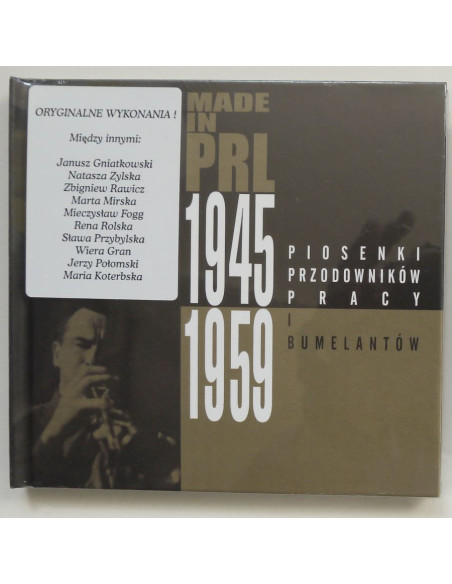 ORYGINALNE WYKONANIA !
Między innymi:
Janusz Gniatkowski
Natasza Zylska
Zbigniew Rawicz
Marta Mirska
Mieczysław Fogg
Rena Rolska
Sława Przybylska
Wiera Gran
Jerzy Połomski
Maria Koterbska
MADE
IN
PRL
1945
1959
PIOSENKI
PRZODOWNIKÓW
PRACY
I
BUMELANTÓW